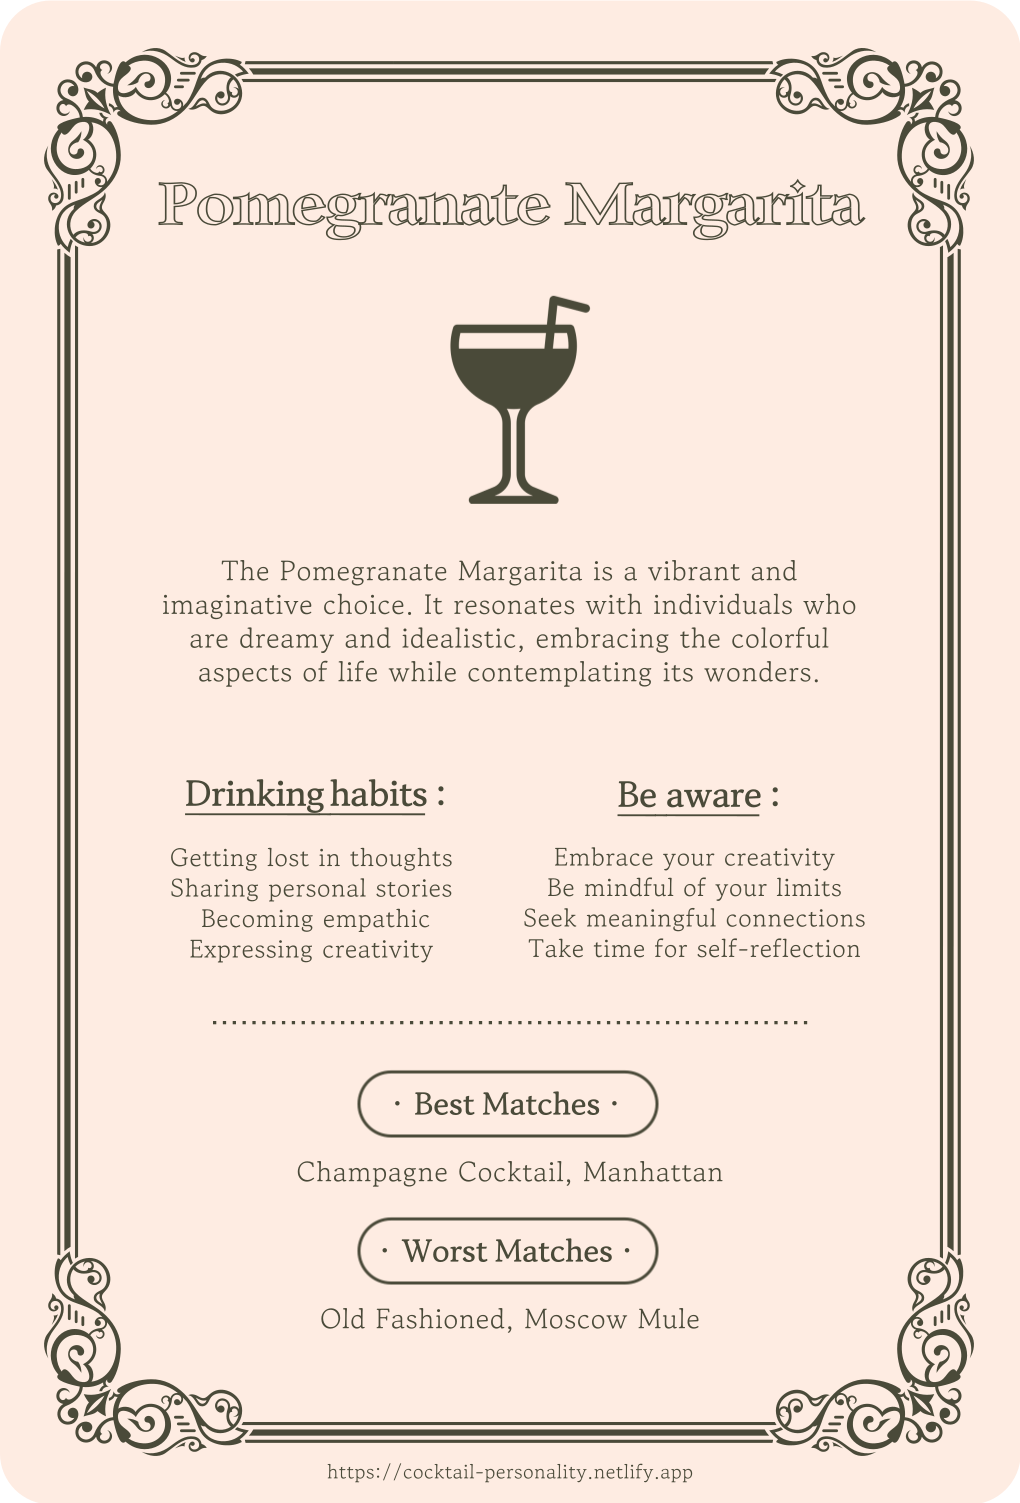 Pomegranate Margarita
The Pomegranate Margarita is a vibrant and
imaginative choice. It resonates with individuals who
are dreamy and idealistic, embracing the colorful
aspects of life while contemplating its wonders.
Drinking habits :
Getting lost in thoughts
Sharing personal stories
Becoming empathic
Expressing creativity
Be aware :
Embrace your creativity
Be mindful of your limits
Seek meaningful connections
Take time for self-reflection
· Best Matches ·
Champagne Cocktail, Manhattan
· Worst Matches ·
Old Fashioned, Moscow Mule
https://cocktail-personality.netlify.app